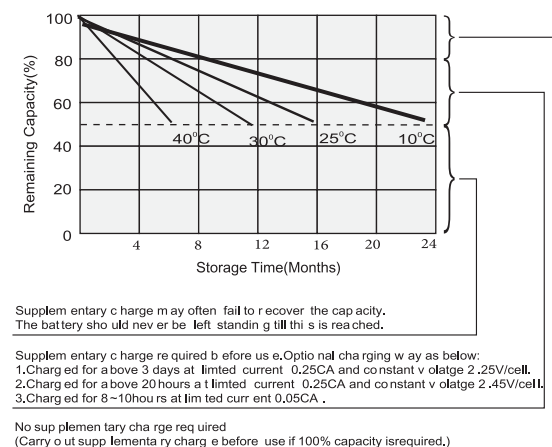 100
80
60
40
20
0
Remaining Capacity(%)
40°C
30°C
25°C
10°C
4
8
12
16
20
24
Storage Time(Months)
Supplem entary c harge m ay often fail to r ecover the cap acity.
The battery sho uld nev er be left standin g till thi s is rea ched.
Supplem entary c harge re quired b efore us e.Optio nal cha rging w ay as below:
1.Charg ed for a bove 3 days at limted current 0.25CA and co nstant v olatge 2 .25V/cell.
2.Charg ed for a bove 20 hours a t l imted current 0.25CA and co nstant v olatge 2 .45V/cell.
3.Charg ed for 8~10hou rs at lim ted curr ent 0.05CA .
No sup plemen tary cha rge req uired
(Carry o ut supp lementa ry charg e before use if 100% capacity isrequired.)